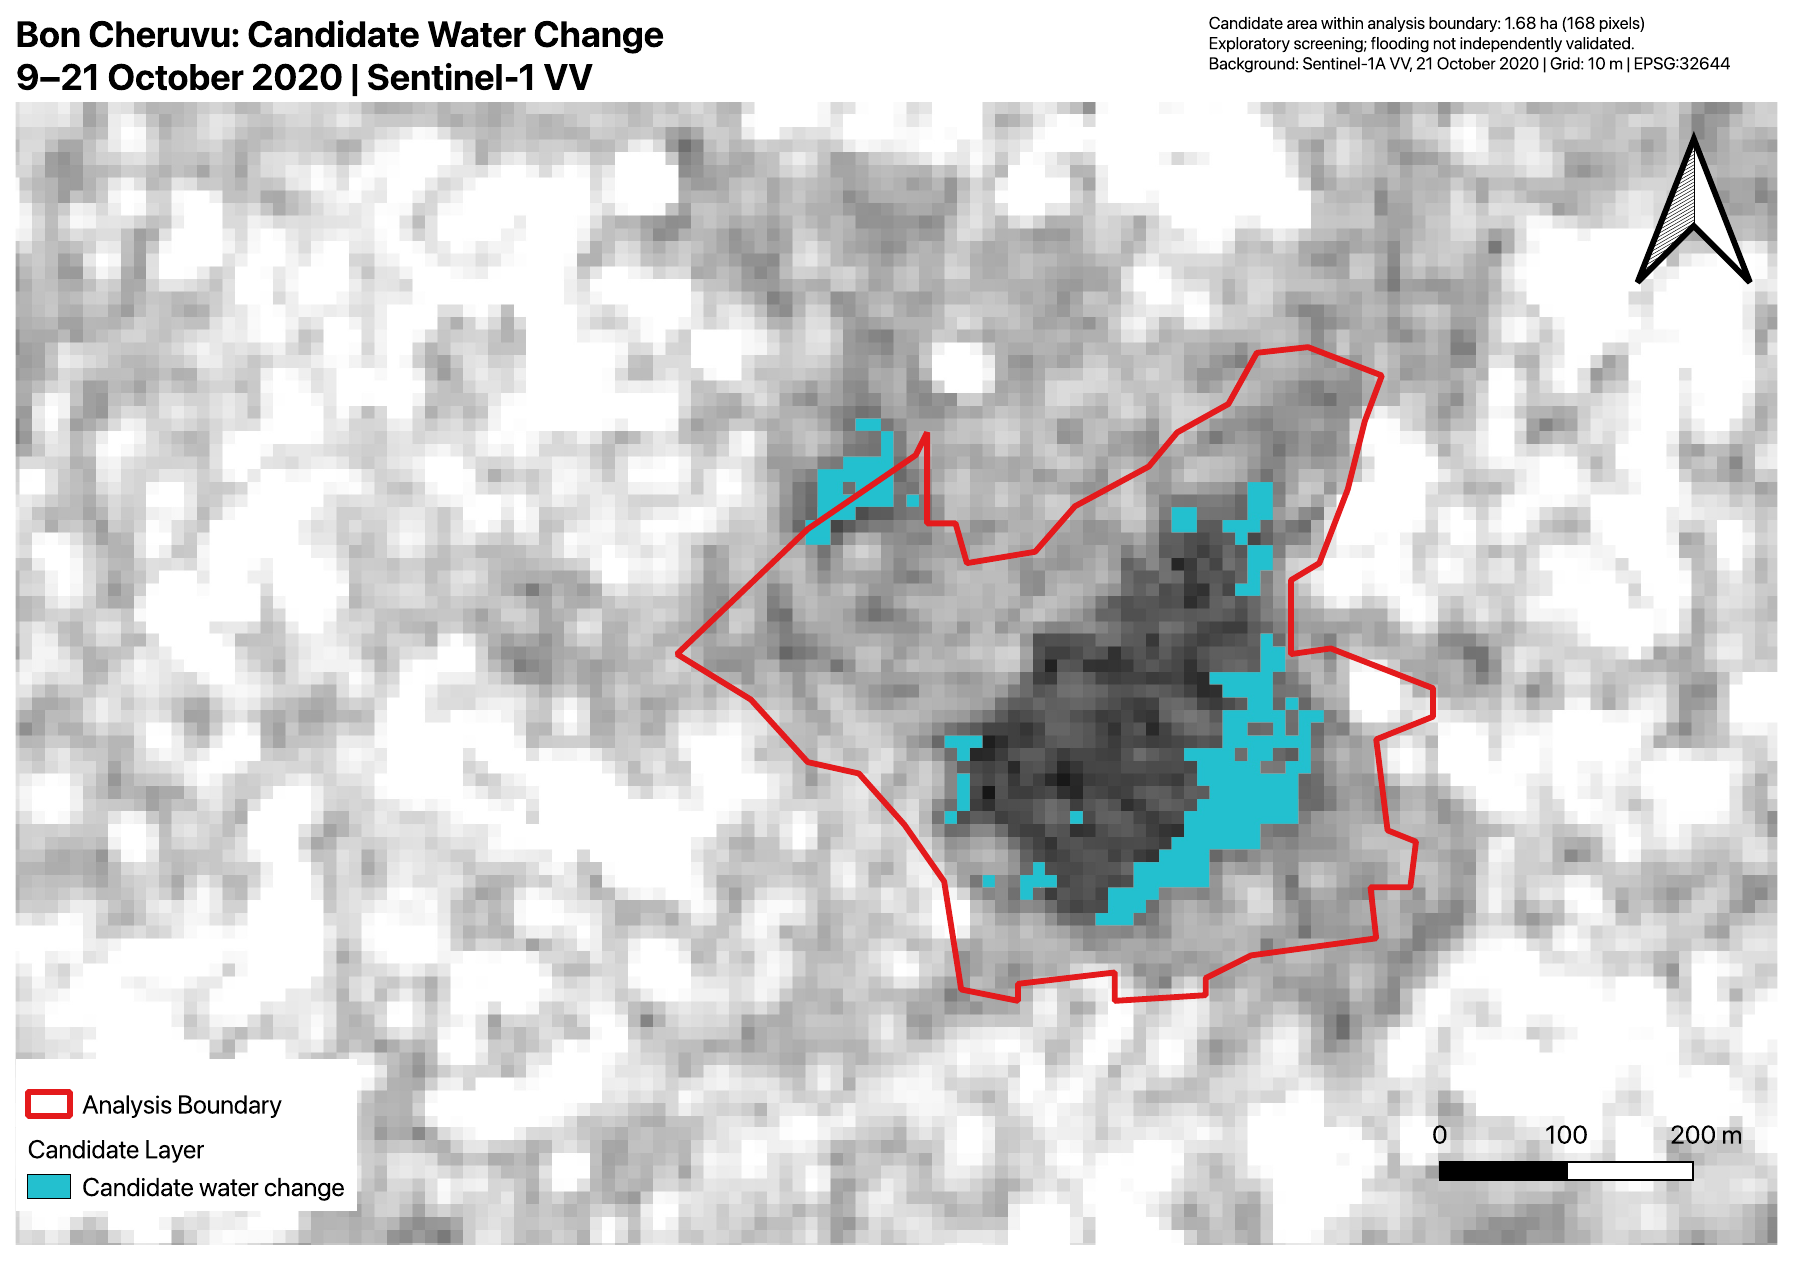 Bon Cheruvu: Candidate Water Change
9–21 October 2020 | Sentinel-1 VV
Candidate area within analysis boundary: 1.68 ha (168 pixels)
Exploratory screening; flooding not independently validated.
Background: Sentinel-1A VV, 21 October 2020 | Grid: 10 m | EPSG:32644
Analysis Boundary
Candidate Layer
Candidate water change
0 100 200 m